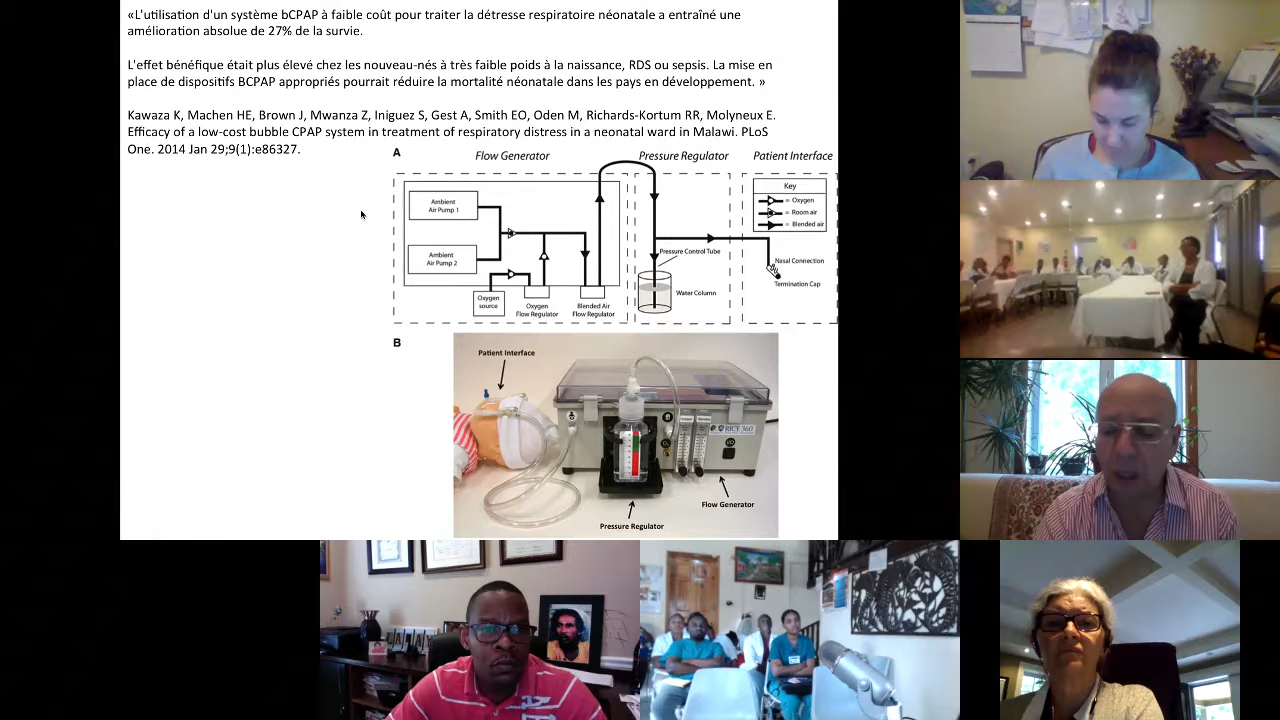 «L'utilisation d'un système bCPAP à faible coût pour traiter la détresse respiratoire néonatale a entraîné une
amélioration absolue de 27% de la survie.
L'effet bénéfique était plus élevé chez les nouveau-nés à très faible poids à la naissance, RDS ou sepsis. La mise en
place de dispositifs BCPAP appropriés pourrait réduire la mortalité néonatale dans les pays en développement. »
Kawaza K, Machen HE, Brown J, Mwanza Z, Iniguez S, Gest A, Smith EO, Oden M, Richards-Kortum RR, Molyneux E.
Efficacy of a low-cost bubble CPAP system in treatment of respiratory distress in a neonatal ward in Malawi. PLoS
One. 2014 Jan 29;9(1):e86327.
A
Flow Generator
Pressure Regulator
Patient Interface
Key
= Oxygen
= Room air
= Blended air
Ambient
Air Pump 1
Ambient
Air Pump 2
Oxygen
source
Oxygen
Flow Regulator
Blended Air
Flow Regulator
Pressure Control Tube
Water Column
Nasal Connection
Termination Cap
B
Patient Interface
RICE 360
Flow Generator
Pressure Regulator